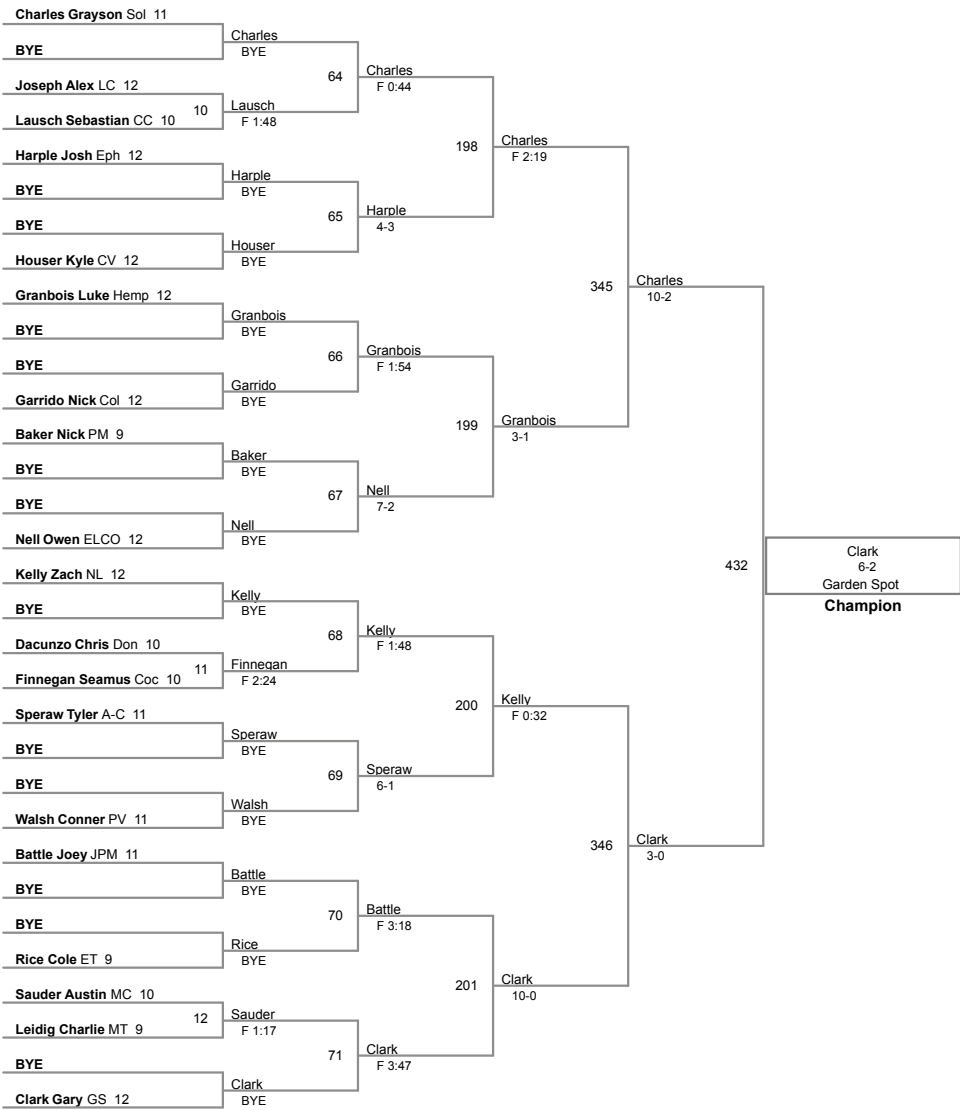 Charles Grayson Sol 11
BYE
Joseph Alex LC 12
10
Lausch Sebastian CC 10
Harple Josh Eph 12
BYE
BYE
Houser Kyle CV 12
Granbois Luke Hemp 12
BYE
BYE
Garrido Nick Col 12
Baker Nick PM 9
BYE
BYE
Nell Owen ELCO 12
Kelly Zach NL 12
BYE
Dacunzo Chris Don 10
11
Finnegan Seamus Coc 10
Speraw Tyler A-C 11
BYE
BYE
Walsh Conner PV 11
Battle Joey JPM 11
BYE
BYE
Rice Cole ET 9
Sauder Austin MC 10
12
Leidig Charlie MT 9
BYE
Clark Gary GS 12
Charles
BYE
64
Lausch
F 1:48
Harple
BYE
65
Houser
BYE
Granbois
BYE
66
Garrido
BYE
Baker
BYE
67
Nell
BYE
Kelly
BYE
68
Finnegan
F 2:24
Speraw
BYE
69
Walsh
BYE
Battle
BYE
70
Rice
BYE
Sauder
F 1:17
71
Clark
BYE
Charles
F 0:44
198
Harple
4-3
Granbois
F 1:54
199
Nell
7-2
Kelly
F 1:48
200
Speraw
6-1
Battle
F 3:18
201
Clark
F 3:47
Charles
F 2:19
345
Granbois
3-1
Kelly
F 0:32
346
Clark
10-0
Charles
10-2
432
Clark
3-0
Clark
6-2
Garden Spot
Champion